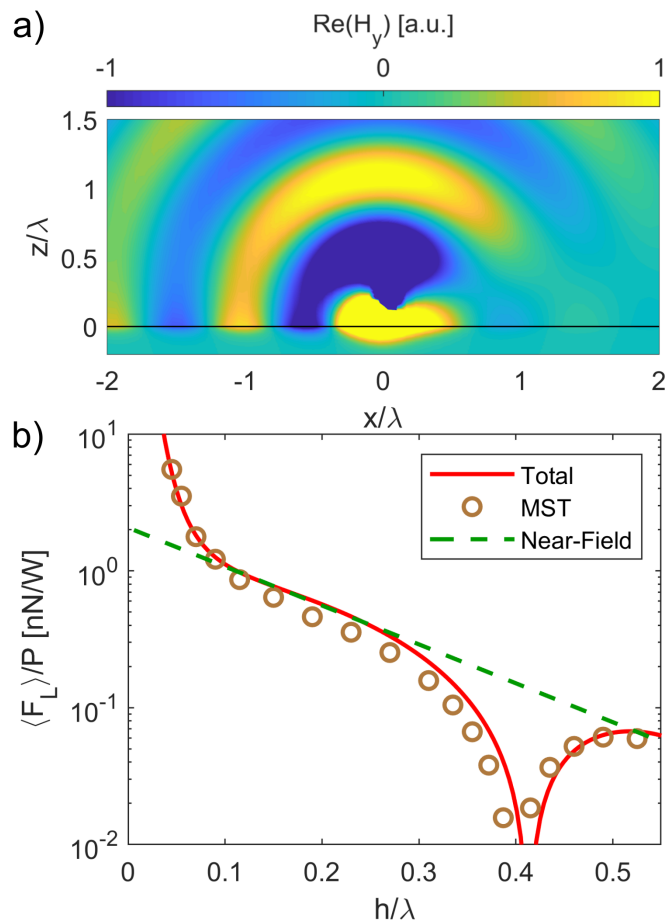 a)
Re(H_y) [a.u.]
-1 0 1
1.5
1
0.5
0
z/λ
-2 -1 0 1 2
x/λ
b)
10^1
10^0
10^-1
10^-2
⟨F_L⟩/P [nN/W]
Total
MST
Near-Field
0 0.1 0.2 0.3 0.4 0.5
h/λ